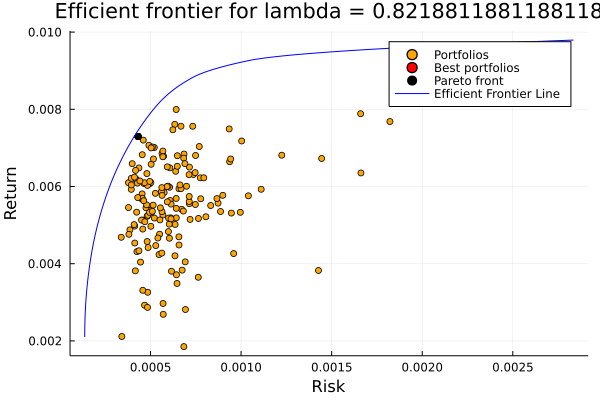 Efficient frontier for lambda = 0.8218811881188118
0.010
0.008
0.006
0.004
0.002
Return
Portfolios
Best portfolios
Pareto front
Efficient Frontier Line
0.0005
0.0010
0.0015
0.0020
0.0025
Risk